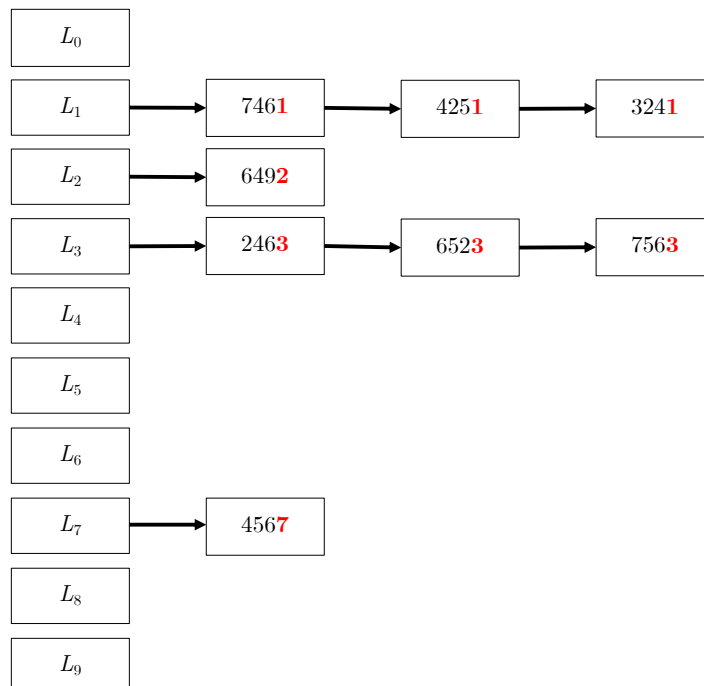 L₀
L₁ 7461 4251 3241
L₂ 6492
L₃ 2463 6523 7563
L₄
L₅
L₆
L₇ 4567
L₈
L₉